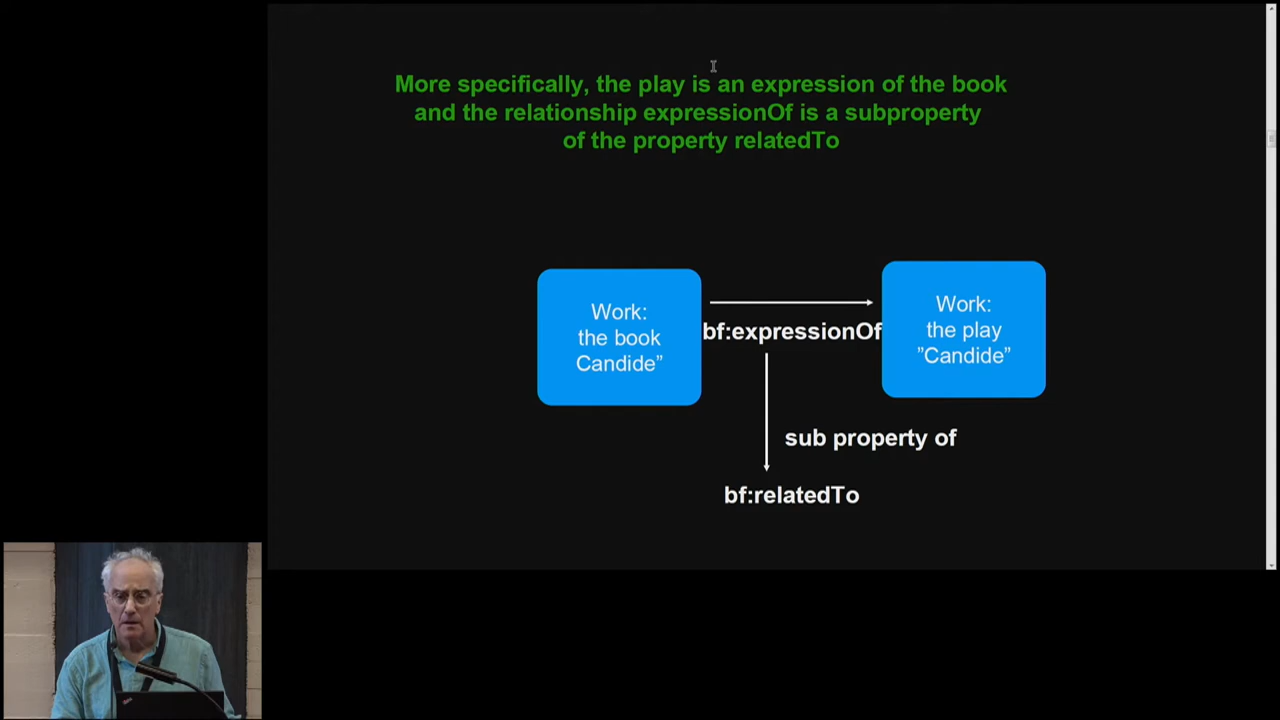 More specifically, the play is an expression of the book
and the relationship expressionOf is a subproperty
of the property relatedTo
Work:
the book
Candide”
bf:expressionOf
Work:
the play
”Candide”
sub property of
bf:relatedTo